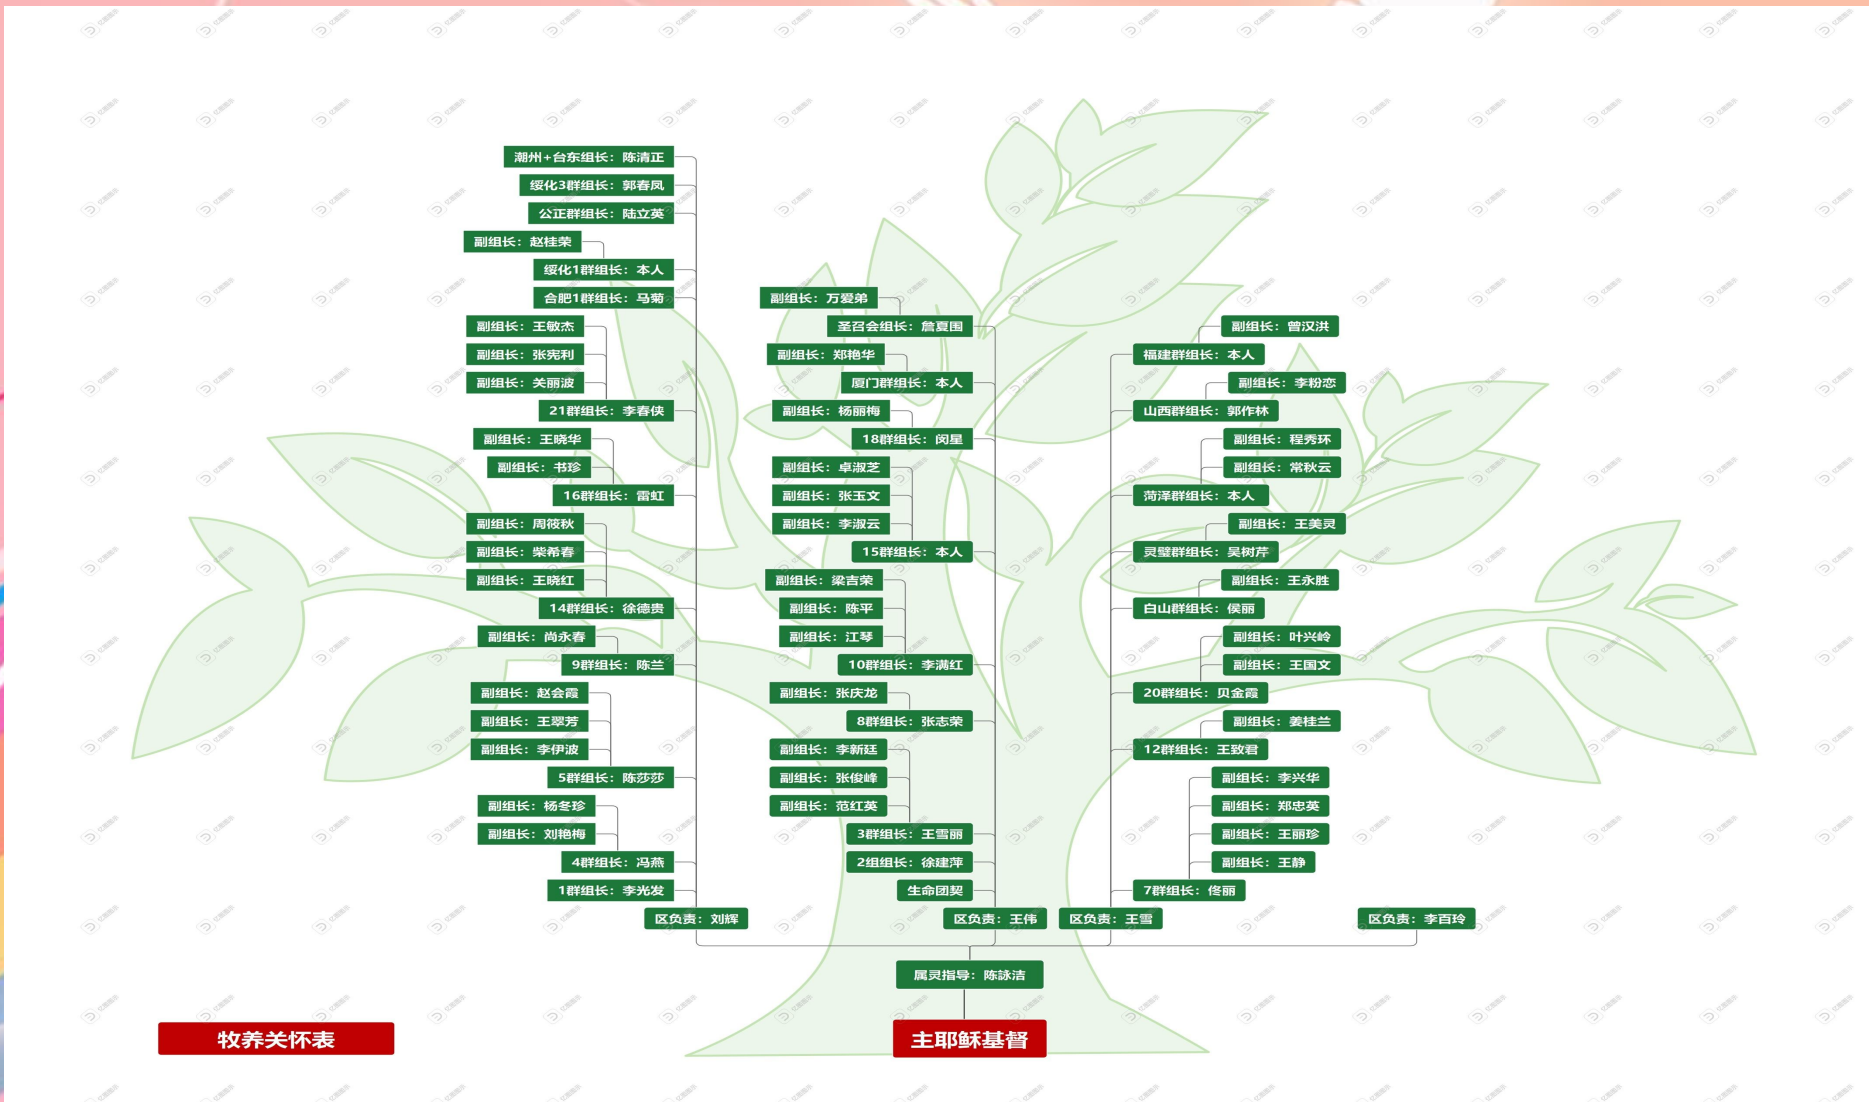 潮州+台东组长：陈清正
绥化3群组长：郭春凤
公正群组长：陆立英
副组长：赵桂荣
绥化1群组长：本人
合肥1群组长：马菊
副组长：王敏杰
副组长：张宪利
副组长：关丽波
21群组长：李春侠
副组长：王晓华
副组长：书珍
16群组长：雷虹
副组长：周筱秋
副组长：柴希春
副组长：王晓红
14群组长：徐德贵
副组长：尚永春
9群组长：陈兰
副组长：赵会霞
副组长：王翠芳
副组长：李伊波
5群组长：陈莎莎
副组长：杨冬珍
副组长：刘艳梅
4群组长：冯燕
1群组长：李光发
区负责：刘辉
副组长：万爱弟
圣召会组长：詹夏围
副组长：郑艳华
厦门群组长：本人
副组长：杨丽梅
18群组长：闵星
副组长：卓淑芝
副组长：张玉文
副组长：李淑云
15群组长：本人
副组长：梁吉荣
副组长：陈平
副组长：江琴
10群组长：李满红
副组长：张庆龙
8群组长：张志荣
副组长：李新廷
副组长：张俊峰
副组长：范红英
3群组长：王雪丽
2组组长：徐建萍
生命团契
区负责：王伟
副组长：曾汉洪
福建群组长：本人
副组长：李粉恋
山西群组长：郭作林
副组长：程秀环
副组长：常秋云
菏泽群组长：本人
副组长：王美灵
灵璧群组长：吴树芹
副组长：王永胜
白山群组长：侯丽
副组长：叶兴岭
副组长：王国文
20群组长：贝金霞
副组长：姜桂兰
12群组长：王致君
副组长：李兴华
副组长：郑忠英
副组长：王丽珍
副组长：王静
7群组长：佟丽
区负责：王雪
区负责：李百玲
属灵指导：陈詠洁
牧养关怀表
主耶稣基督